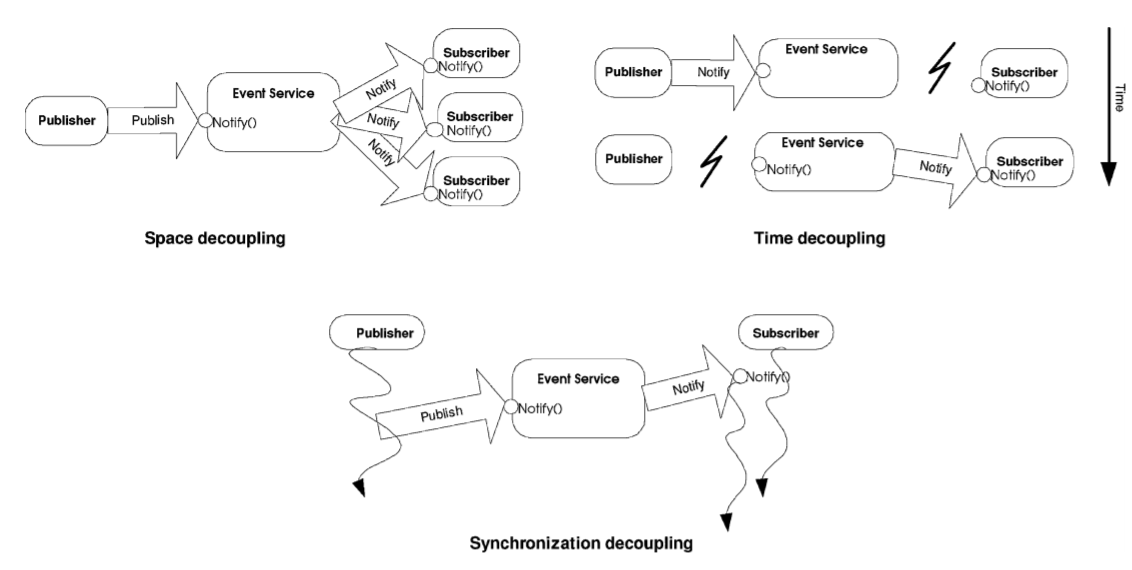 Publisher
Publish
Event Service
Notify()
Notify
Notify
Notify
Subscriber
Notify()
Subscriber
Notify()
Subscriber
Notify()
Space decoupling
Publisher
Notify
Event Service
Subscriber
Notify()
Publisher
Event Service
Notify()
Notify
Subscriber
Notify()
Time
Time decoupling
Publisher
Publish
Event Service
Notify()
Notify
Subscriber
Notify()
Synchronization decoupling